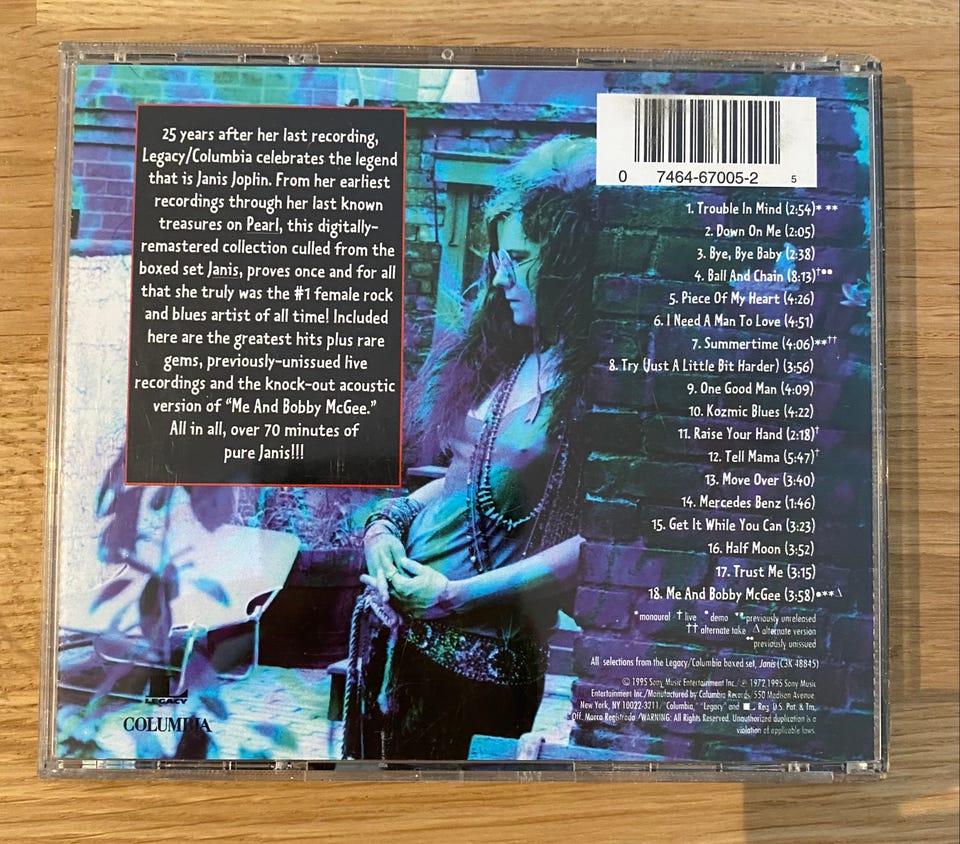 25 years after her last recording,
Legacy/Columbia celebrates the legend
that is Janis Joplin. From her earliest
recordings through her last known
treasures on Pearl, this digitally-
remastered collection culled from the
boxed set Janis, proves once and for all
that she truly was the #1 female rock
and blues artist of all time! Included
here are the greatest hits plus rare
gems, previously-unissued live
recordings and the knock-out acoustic
version of “Me And Bobby McGee.”
All in all, over 70 minutes of
pure Janis!!!
LEGACY
COLUMBIA
0 7464-67005-2 5
1. Trouble In Mind (2:54)* **
2. Down On Me (2:05)
3. Bye, Bye Baby (2:38)
4. Ball And Chain (8:13)†••
5. Piece Of My Heart (4:26)
6. I Need A Man To Love (4:51)
7. Summertime (4:06)**††
8. Try (Just A Little Bit Harder) (3:56)
9. One Good Man (4:09)
10. Kozmic Blues (4:22)
11. Raise Your Hand (2:18)†
12. Tell Mama (5:47)†
13. Move Over (3:40)
14. Mercedes Benz (1:46)
15. Get It While You Can (3:23)
16. Half Moon (3:52)
17. Trust Me (3:15)
18. Me And Bobby McGee (3:58)•**△
*monaural †live •demo **previously unreleased
††alternate take △alternate version
••previously unissued
All selections from the Legacy/Columbia boxed set, Janis (C3K 48845)
© 1995 Sony Music Entertainment Inc./℗ 1972, 1995 Sony Music
Entertainment Inc./Manufactured by Columbia Records/550 Madison Avenue,
New York, NY 10022-3211/"Columbia," "Legacy" and Reg. U.S. Pat. & Tm.
Off. Marca Registrada./WARNING: All Rights Reserved. Unauthorized duplication is a
violation of applicable laws.